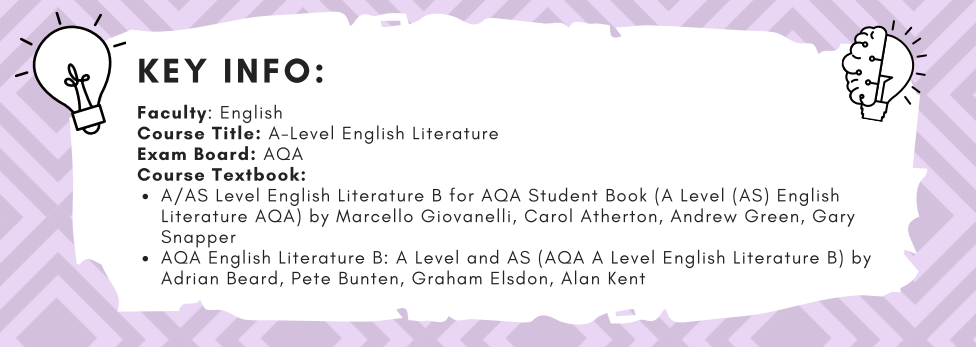 KEY INFO:
Faculty: English
Course Title: A-Level English Literature
Exam Board: AQA
Course Textbook:
• A/AS Level English Literature B for AQA Student Book (A Level (AS) English
Literature AQA) by Marcello Giovanelli, Carol Atherton, Andrew Green, Gary
Snapper
• AQA English Literature B: A Level and AS (AQA A Level English Literature B) by
Adrian Beard, Pete Bunten, Graham Elsdon, Alan Kent